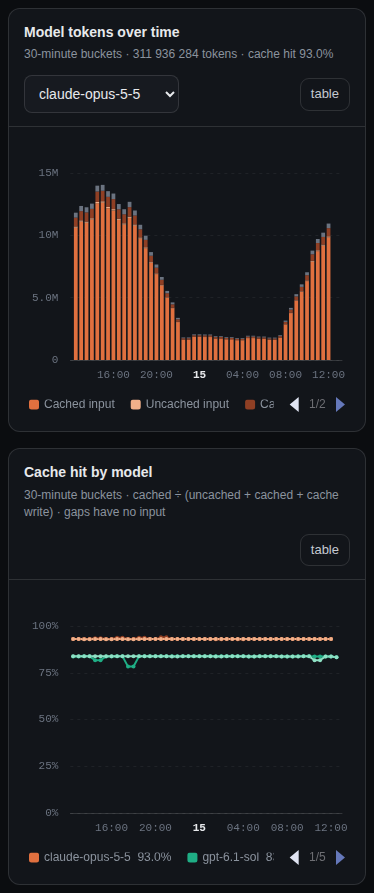 Model tokens over time
30-minute buckets · 311 936 284 tokens · cache hit 93.0%
claude-opus-5-5
table
15M
10M
5.0M
0
16:00 20:00 15 04:00 08:00 12:00
Cached input Uncached input Ca 1/2
Cache hit by model
30-minute buckets · cached ÷ (uncached + cached + cache
write) · gaps have no input
table
100%
75%
50%
25%
0%
16:00 20:00 15 04:00 08:00 12:00
claude-opus-5-5 93.0% gpt-6.1-sol 1/5